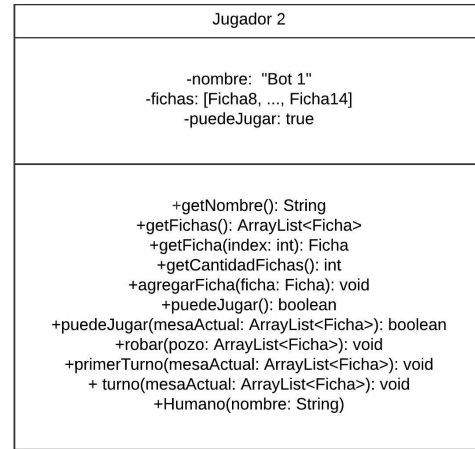 Jugador 2
-nombre: "Bot 1"
-fichas: [Ficha8, ..., Ficha14]
-puedeJugar: true
+getNombre(): String
+getFichas(): ArrayList<Ficha>
+getFicha(index: int): Ficha
+getCantidadFichas(): int
+agregarFicha(ficha: Ficha): void
+puedeJugar(): boolean
+puedeJugar(mesaActual: ArrayList<Ficha>): boolean
+robar(pozo: ArrayList<Ficha>): void
+primerTurno(mesaActual: ArrayList<Ficha>): void
+ turno(mesaActual: ArrayList<Ficha>): void
+Humano(nombre: String)